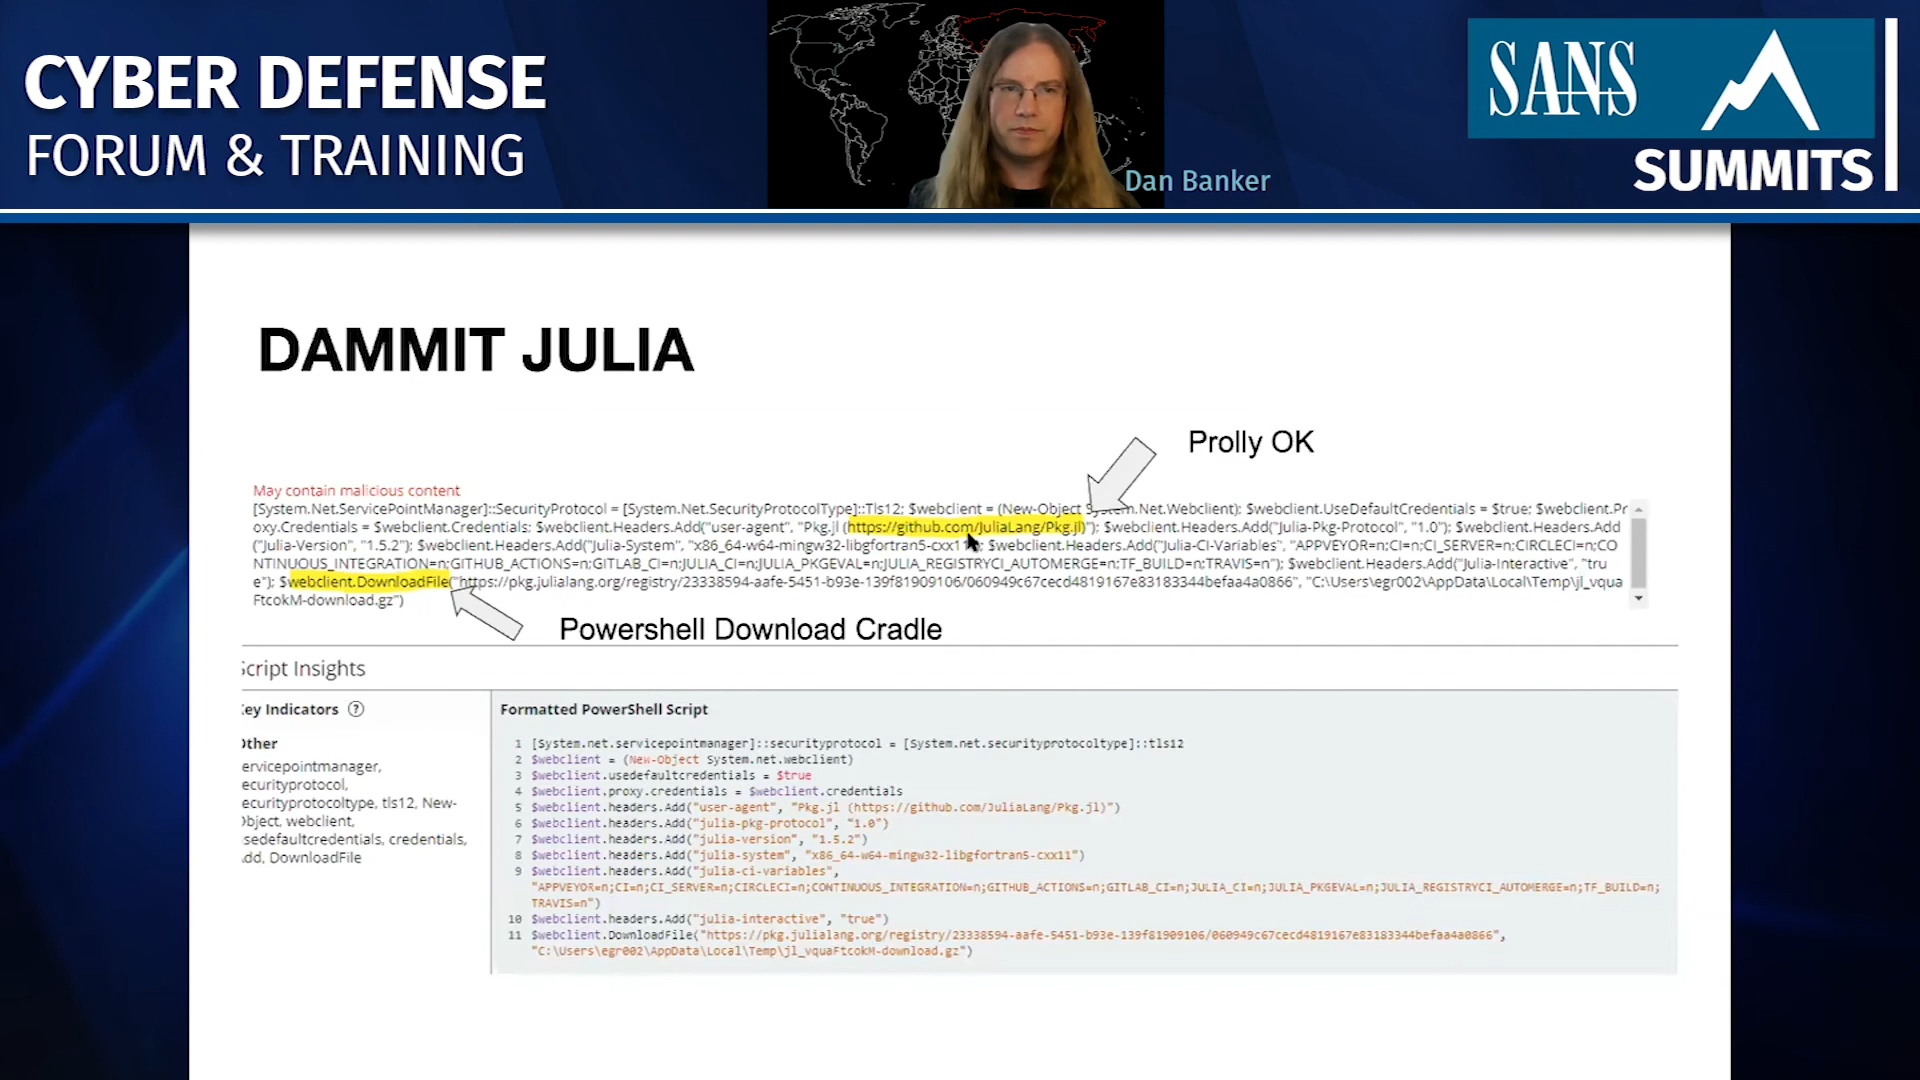 CYBER DEFENSE
FORUM & TRAINING
Dan Banker
SANS
SUMMITS
DAMMIT JULIA
Prolly OK
May contain malicious content
[System.Net.ServicePointManager]::SecurityProtocol = [System.Net.SecurityProtocolType]::Tls12; $webclient = (New-Object System.Net.Webclient); $webclient.UseDefaultCredentials = $true; $webclient.Pr
oxy.Credentials = $webclient.Credentials; $webclient.Headers.Add("user-agent", "Pkg.jl (https://github.com/JuliaLang/Pkg.jl)"); $webclient.Headers.Add("Julia-Pkg-Protocol", "1.0"); $webclient.Headers.Add
("Julia-Version", "1.5.2"); $webclient.Headers.Add("Julia-System", "x86_64-w64-mingw32-libgfortran5-cxx11"); $webclient.Headers.Add("Julia-CI-Variables", "APPVEYOR=n;CI=n;CI_SERVER=n;CIRCLECI=n;CO
NTINUOUS_INTEGRATION=n;GITHUB_ACTIONS=n;GITLAB_CI=n;JULIA_CI=n;JULIA_PKGEVAL=n;JULIA_REGISTRYCI_AUTOMERGE=n;TF_BUILD=n;TRAVIS=n"); $webclient.Headers.Add("Julia-Interactive", "tru
e"); $webclient.DownloadFile("https://pkg.julialang.org/registry/23338594-aafe-5451-b93e-139f81909106/060949c67cecd4819167e83183344befaa4a0866", "C:\Users\egr002\AppData\Local\Temp\jl_vqua
FtcokM-download.gz")
Powershell Download Cradle
Script Insights
Key Indicators ?
Other
servicepointmanager,
securityprotocol,
securityprotocoltype, tls12, New-
Object, webclient,
usedefaultcredentials, credentials,
Add, DownloadFile
Formatted PowerShell Script
1 [System.net.servicepointmanager]::securityprotocol = [System.net.securityprotocoltype]::tls12
2 $webclient = (New-Object System.net.webclient)
3 $webclient.usedefaultcredentials = $true
4 $webclient.proxy.credentials = $webclient.credentials
5 $webclient.headers.Add("user-agent", "Pkg.jl (https://github.com/JuliaLang/Pkg.jl)")
6 $webclient.headers.Add("julia-pkg-protocol", "1.0")
7 $webclient.headers.Add("julia-version", "1.5.2")
8 $webclient.headers.Add("julia-system", "x86_64-w64-mingw32-libgfortran5-cxx11")
9 $webclient.headers.Add("julia-ci-variables",
"APPVEYOR=n;CI=n;CI_SERVER=n;CIRCLECI=n;CONTINUOUS_INTEGRATION=n;GITHUB_ACTIONS=n;GITLAB_CI=n;JULIA_CI=n;JULIA_PKGEVAL=n;JULIA_REGISTRYCI_AUTOMERGE=n;TF_BUILD=n;
TRAVIS=n")
10 $webclient.headers.Add("julia-interactive", "true")
11 $webclient.DownloadFile("https://pkg.julialang.org/registry/23338594-aafe-5451-b93e-139f81909106/060949c67cecd4819167e83183344befaa4a0866",
"C:\Users\egr002\AppData\Local\Temp\jl_vquaFtcokM-download.gz")